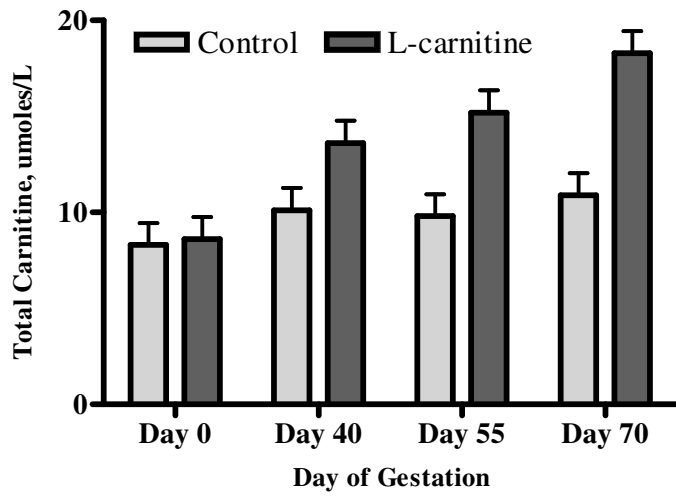 20
Control L-carnitine
Total Carnitine, umoles/L
10
0
Day 0 Day 40 Day 55 Day 70
Day of Gestation